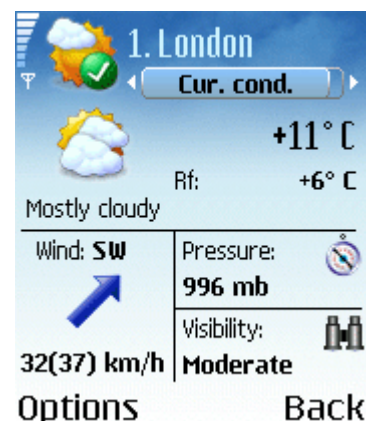 1. London
Cur. cond.
+11° C
Rf: +6° C
Mostly cloudy
Wind: SW
Pressure:
996 mb
Visibility:
32(37) km/h
Moderate
Options Back